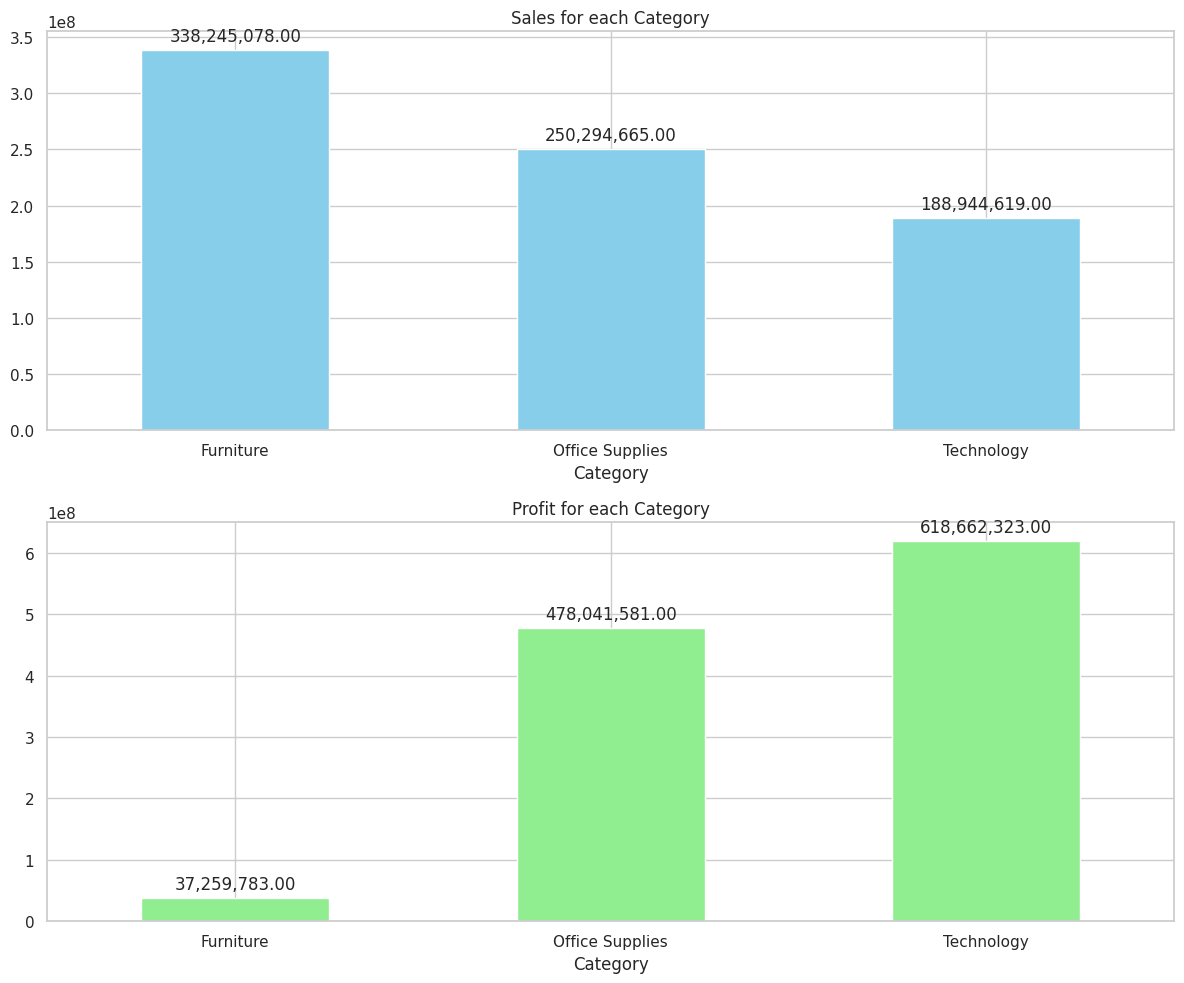 Sales for each Category
1e8
338,245,078.00
3.5
3.0
250,294,665.00
2.5
188,944,619.00
2.0
1.5
1.0
0.5
0.0
Furniture
Office Supplies
Technology
Category
Profit for each Category
1e8
618,662,323.00
6
478,041,581.00
5
4
3
2
37,259,783.00
1
0
Furniture
Office Supplies
Technology
Category